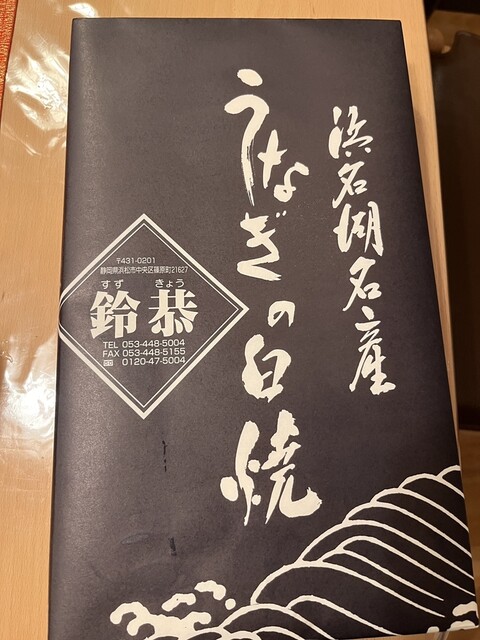 浜名湖名産
うなぎの白焼
〒431-0201
静岡県浜松市中央区篠原町21627
すず きょう
鈴恭
TEL 053-448-5004
FAX 053-448-5155
0120-47-5004